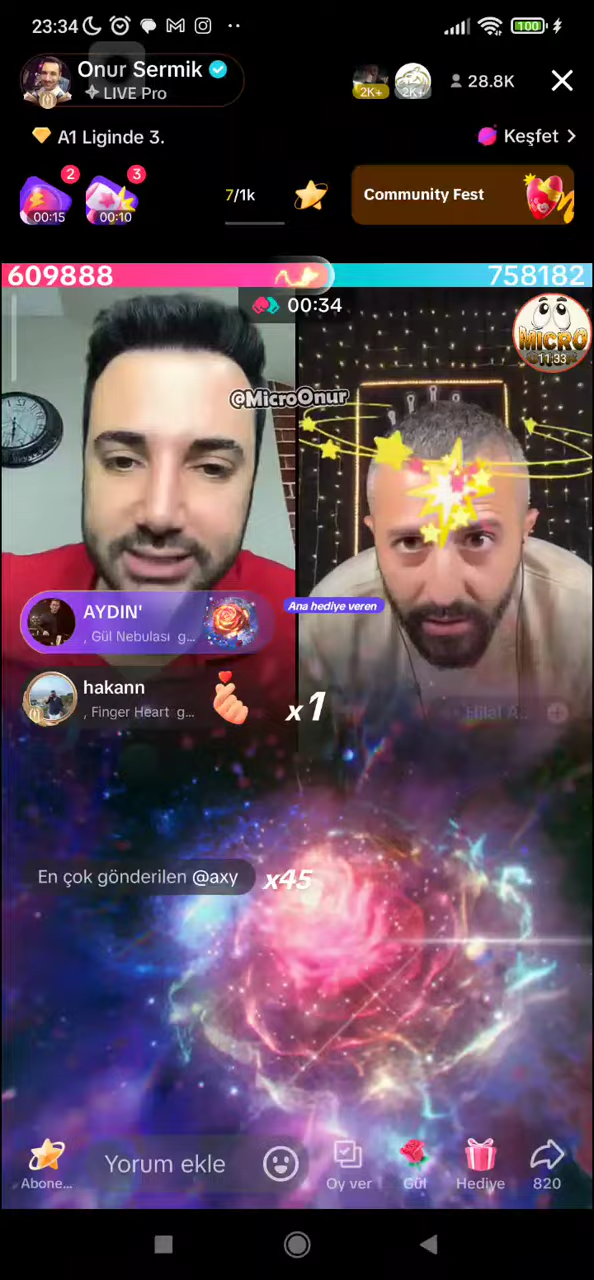 23:34
100
Onur Sermik
LIVE Pro
2K+
2K+
28.8K
A1 Liginde 3.
Keşfet
2
3
00:15
00:10
7/1k
Community Fest
609888
758182
00:34
MICRO
11:33
@MicroOnur
AYDIN'
, Gül Nebulası g...
Ana hediye veren
hakann
, Finger Heart g...
x1
Hilal A..
En çok gönderilen @axy
x45
Yorum ekle
Abone...
Oy ver
Gül
Hediye
820